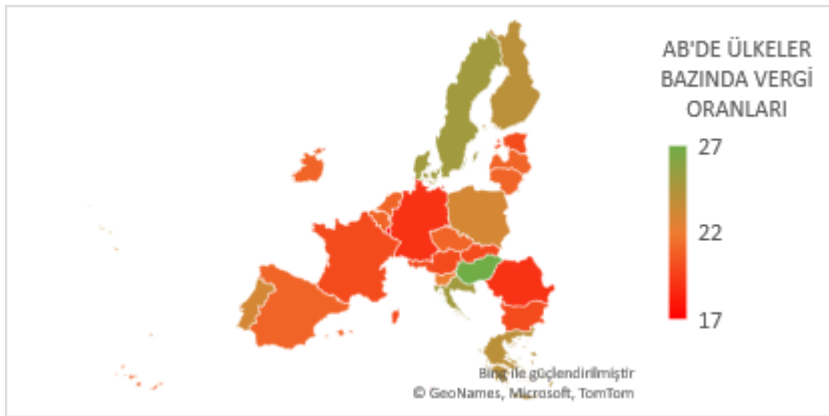 AB'DE ÜLKELER
BAZINDA VERGİ
ORANLARI
27
22
17
Bing ile güçlendirilmiştir
© GeoNames, Microsoft, TomTom